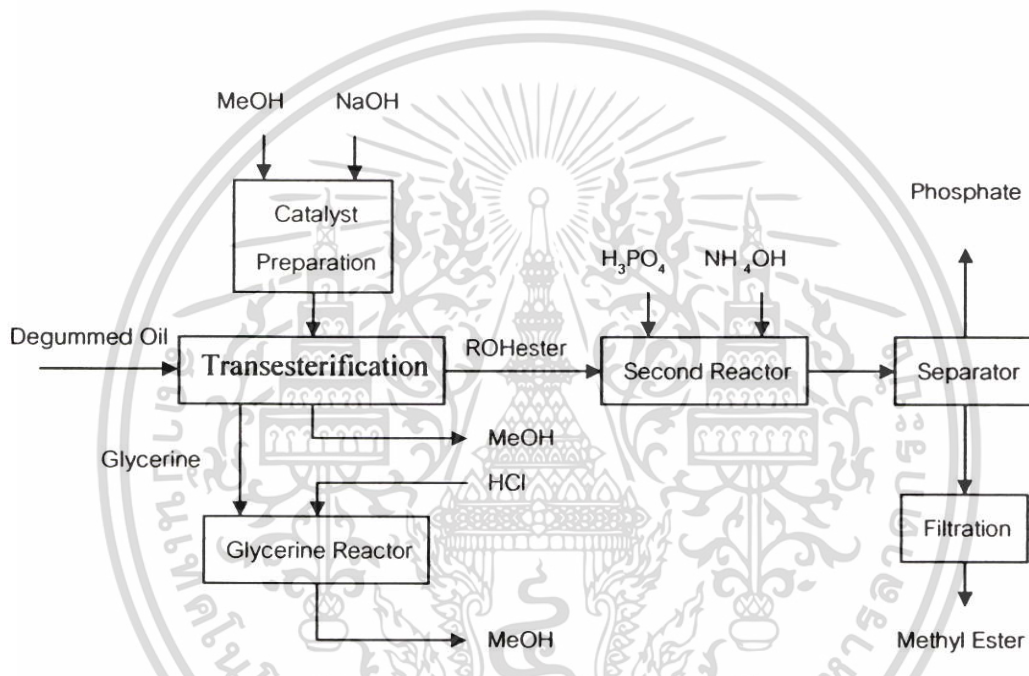 MeOH
NaOH
Catalyst
Preparation
Phosphate
H₃PO₄
NH₄OH
Degummed Oil
Transesterification
ROHester
Second Reactor
Separator
MeOH
Glycerine
HCl
Glycerine Reactor
Filtration
MeOH
Methyl Ester